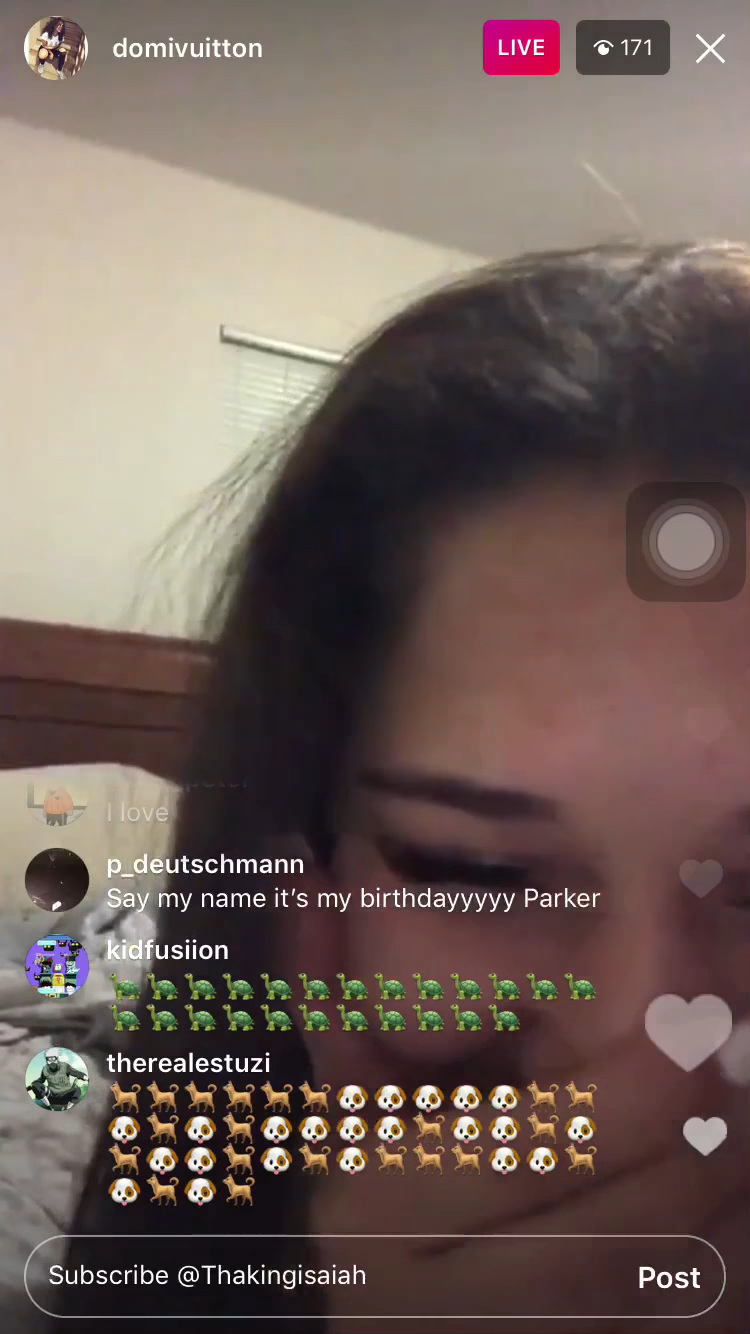 domivuitton
LIVE
171
I love
p_deutschmann
Say my name it's my birthdayyyyy Parker
kidfusiion
therealestuzi
Subscribe @Thakingisaiah
Post